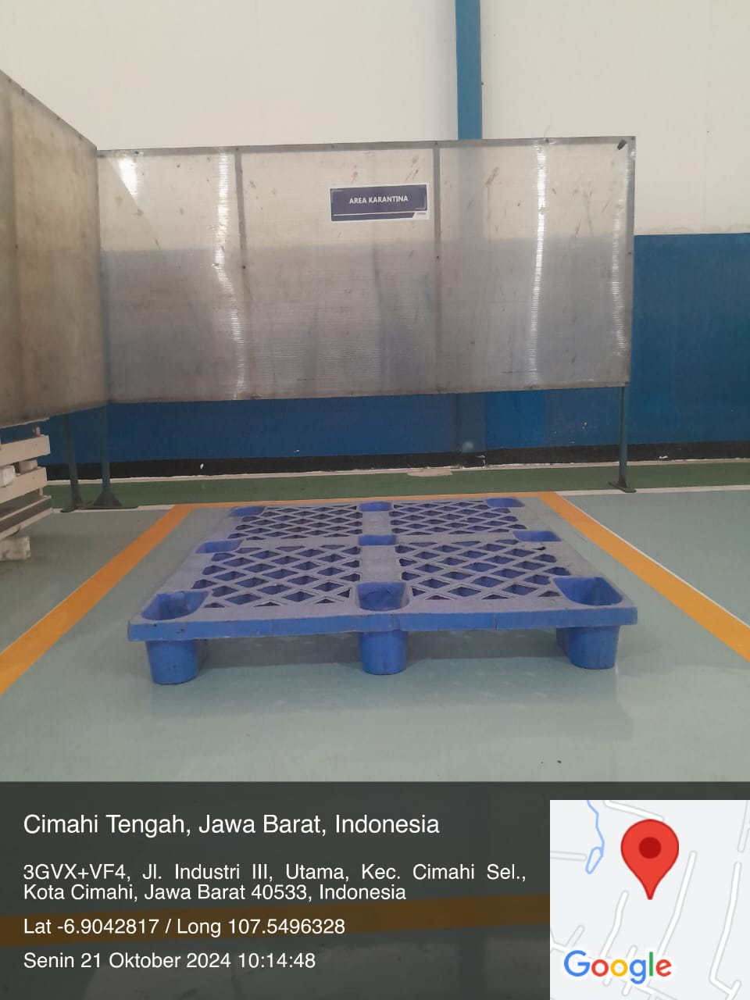 AREA KARANTINA
Cimahi Tengah, Jawa Barat, Indonesia
3GVX+VF4, Jl. Industri III, Utama, Kec. Cimahi Sel.,
Kota Cimahi, Jawa Barat 40533, Indonesia
Lat -6.9042817 / Long 107.5496328
Senin 21 Oktober 2024 10:14:48
Google